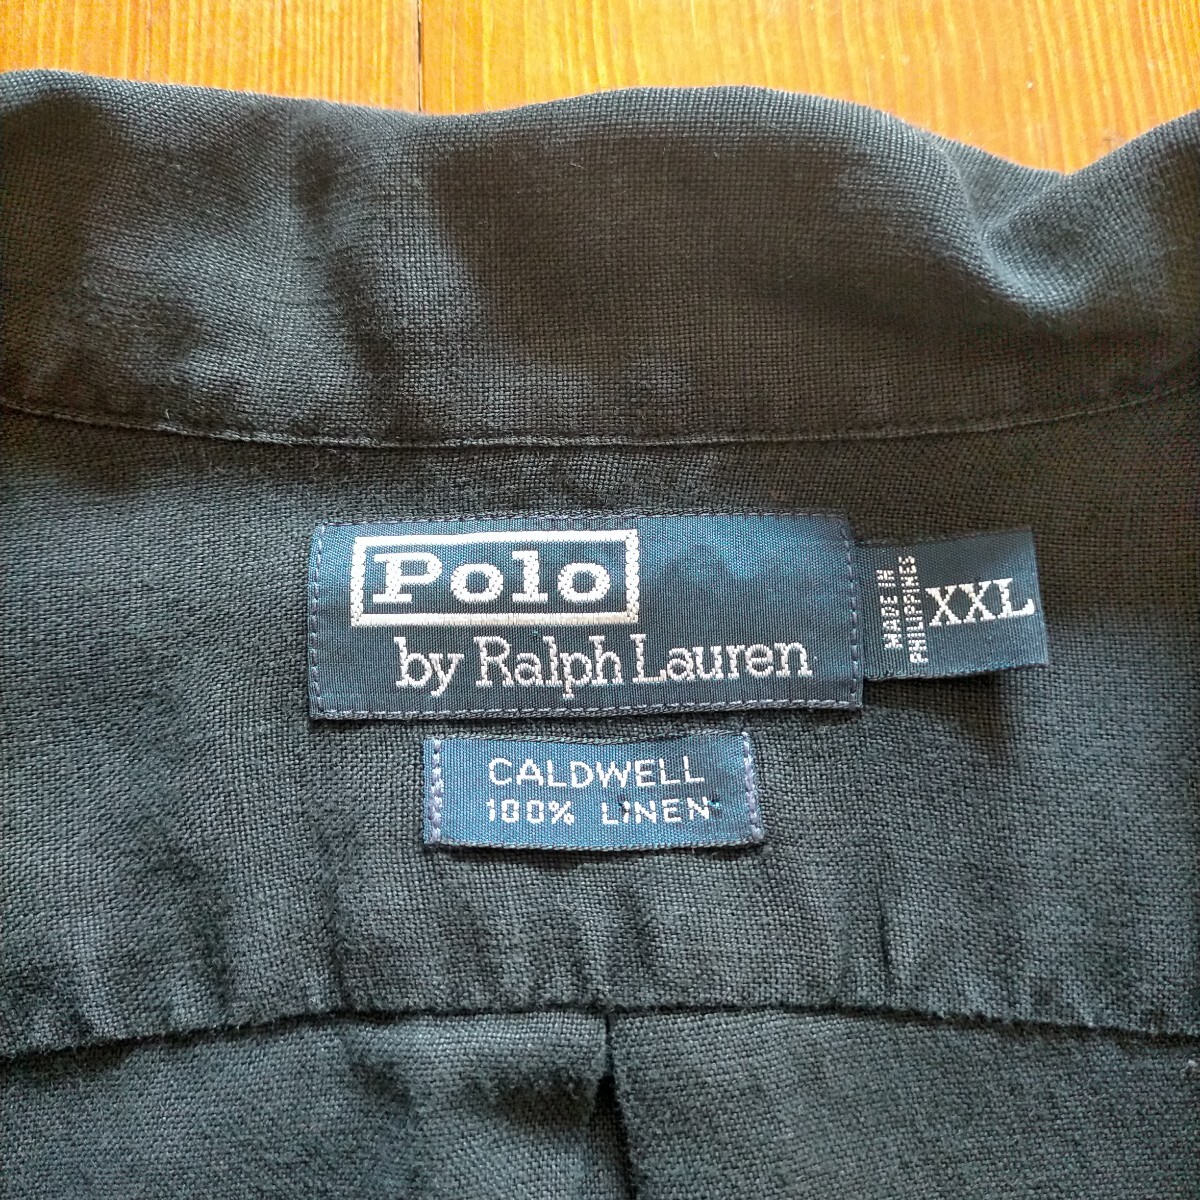 Polo
by Ralph Lauren
MADE IN
PHILIPPINES
XXL
CALDWELL
100% LINEN